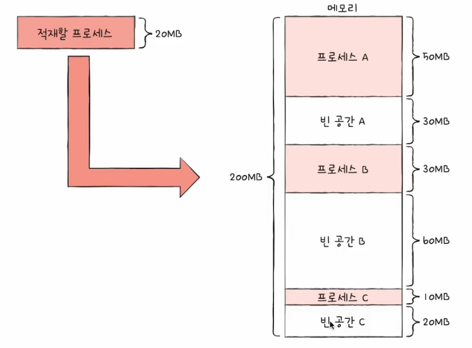 메모리
적재할 프로세스
20MB
프로세스 A
50MB
빈 공간 A
30MB
200MB
프로세스 B
30MB
빈 공간 B
60MB
프로세스 C
10MB
빈 공간 C
20MB